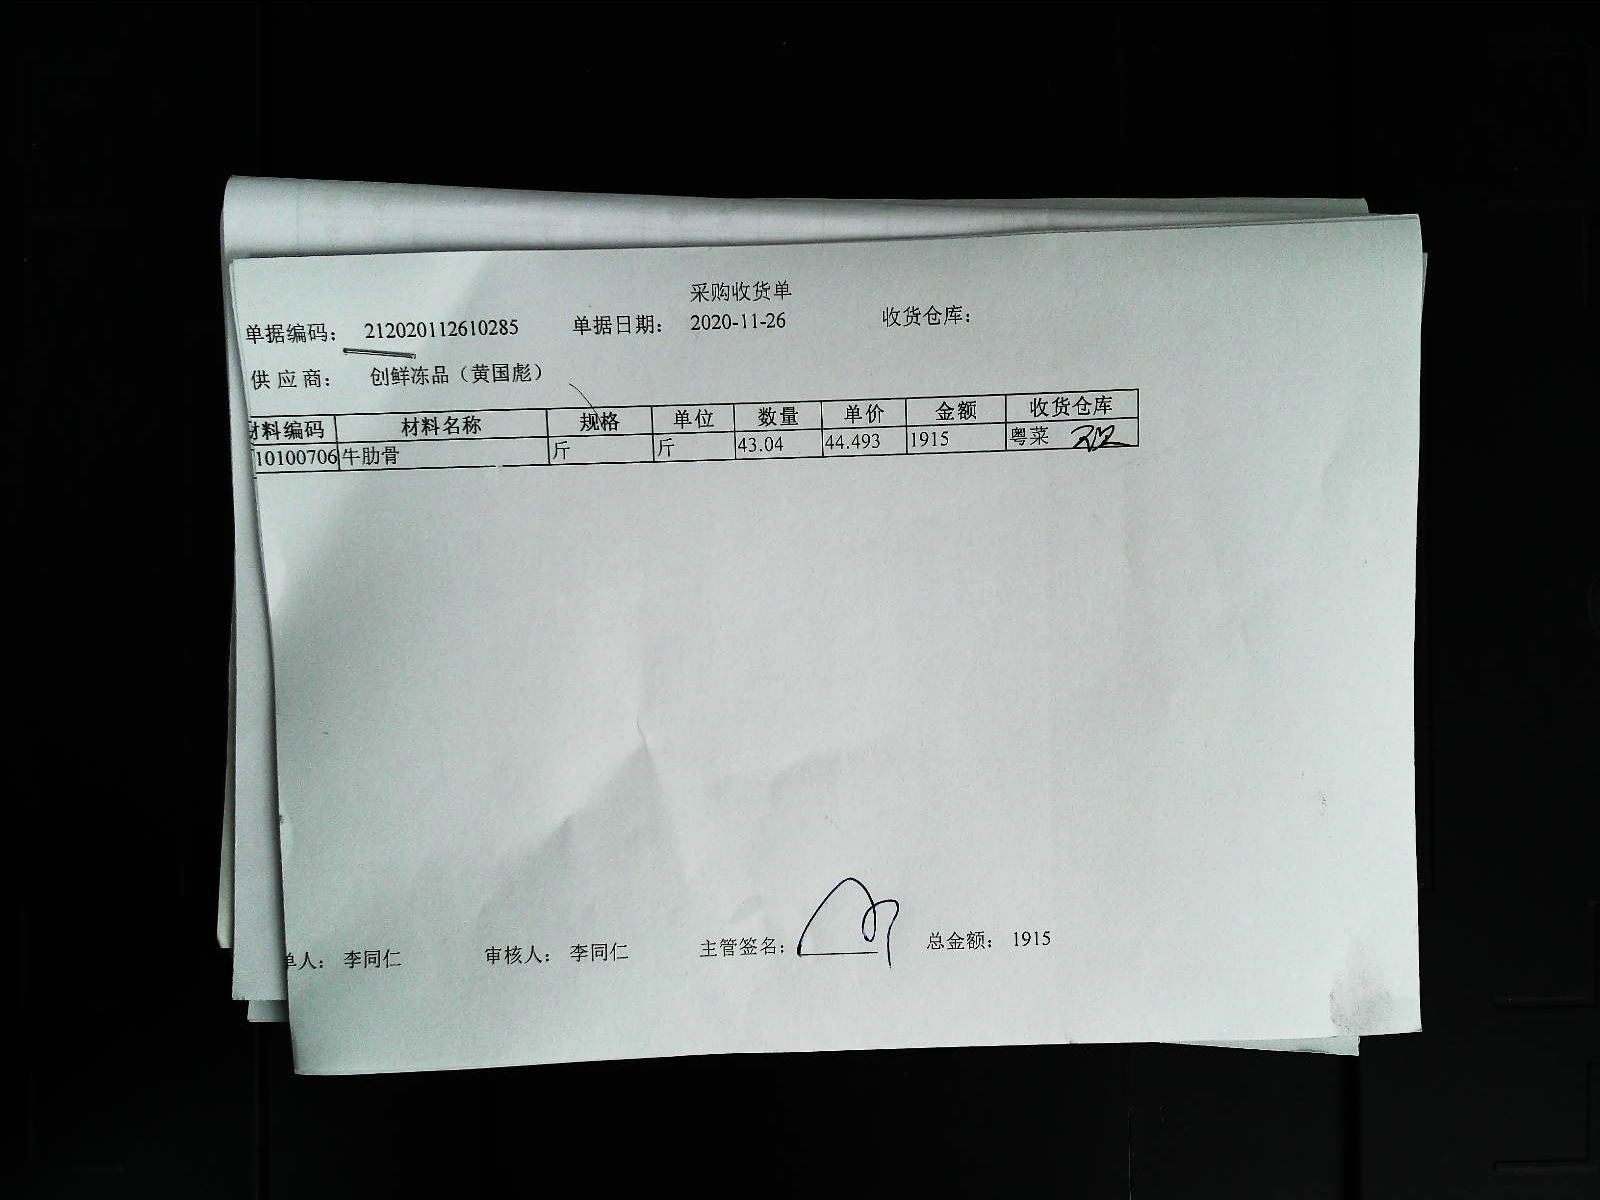 采购收货单
单据编码： 212020112610285 单据日期： 2020-11-26 收货仓库：
供应商： 创鲜冻品（黄国彪）
材料编码 材料名称 规格 单位 数量 单价 金额 收货仓库
10100706 牛肋骨 斤 斤 43.04 44.493 1915 粤菜
单人： 李同仁 审核人： 李同仁 主管签名： 总金额： 1915